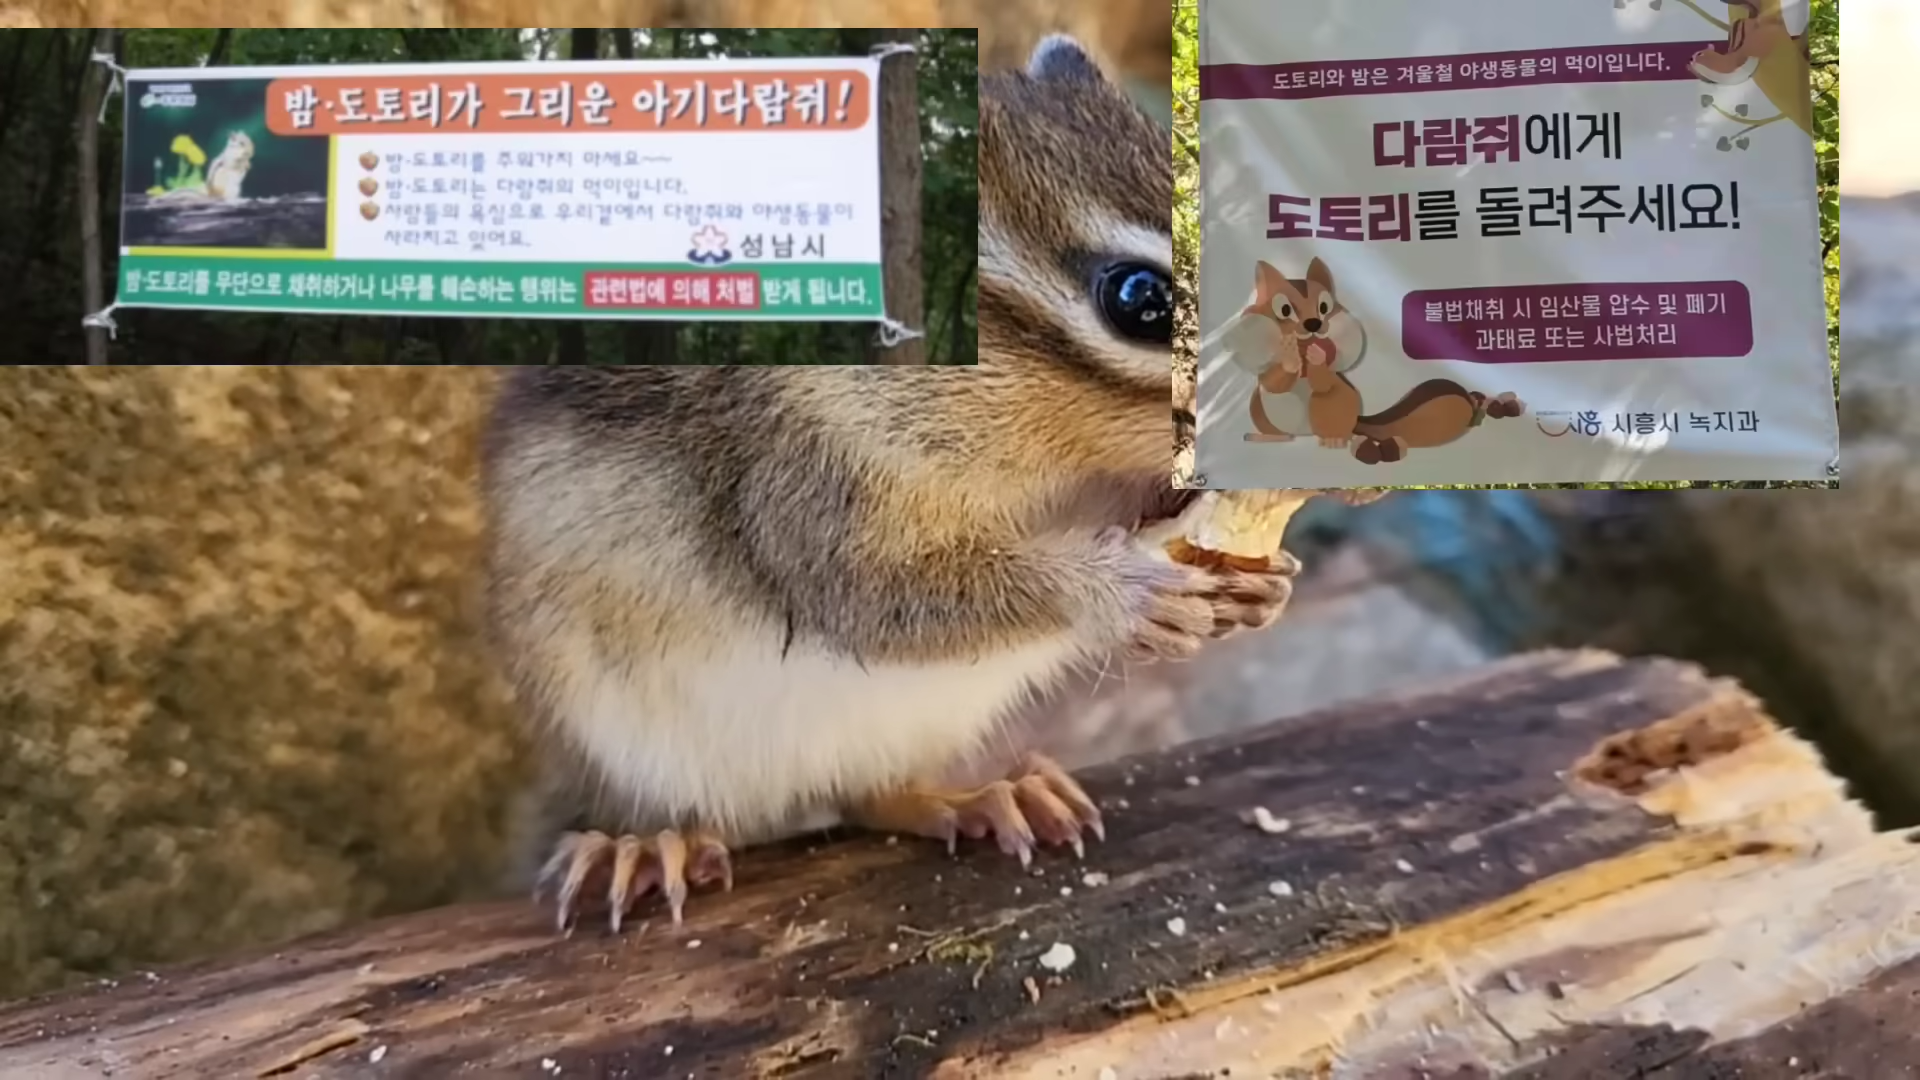 밤·도토리가 그리운 아기다람쥐!
밤·도토리를 주워가지 마세요~~
밤·도토리는 다람쥐의 먹이입니다.
사람들의 욕심으로 우리곁에서 다람쥐와 야생동물이
사라지고 있어요.
성남시
밤·도토리를 무단으로 채취하거나 나무를 훼손하는 행위는 관련법에 의해 처벌 받게 됩니다.
도토리와 밤은 겨울철 야생동물의 먹이입니다.
다람쥐에게
도토리를 돌려주세요!
불법채취 시 임산물 압수 및 폐기
과태료 또는 사법처리
시흥시 녹지과